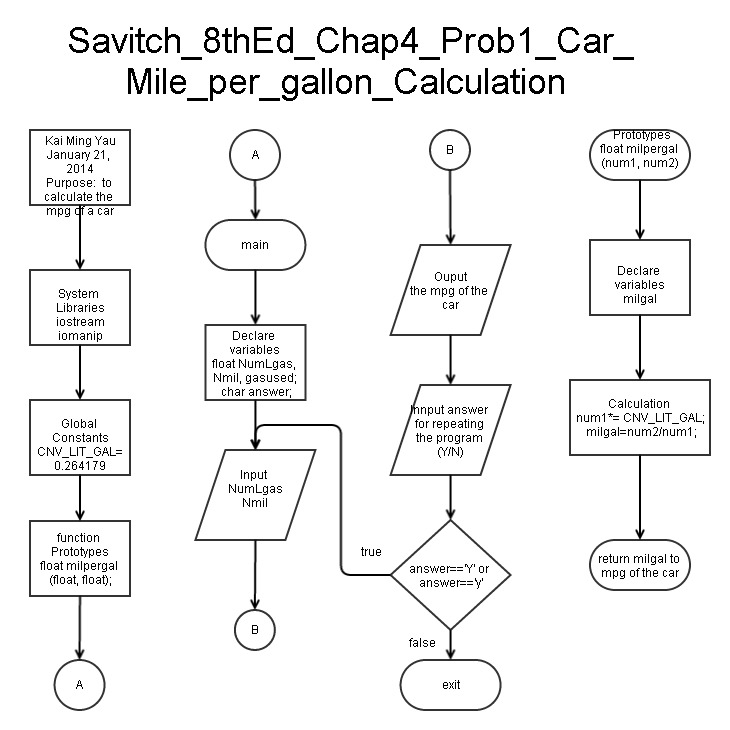 Savitch_8thEd_Chap4_Prob1_Car_
Mile_per_gallon_Calculation
Kai Ming Yau
January 21,
2014
Purpose: to
calculate the
mpg of a car
System
Libraries
iostream
iomanip
Global
Constants
CNV_LIT_GAL=
0.264179
function
Prototypes
float milpergal
(float, float);
A
A
main
Declare
variables
float NumLgas,
Nmil, gasused;
char answer;
Input
NumLgas
Nmil
B
B
Ouput
the mpg of the
car
Innput answer
for repeating
the program
(Y/N)
true
answer=='Y' or
answer=='y'
false
exit
Prototypes
float milpergal
(num1, num2)
Declare
variables
milgal
Calculation
num1*= CNV_LIT_GAL;
milgal=num2/num1;
return milgal to
mpg of the car